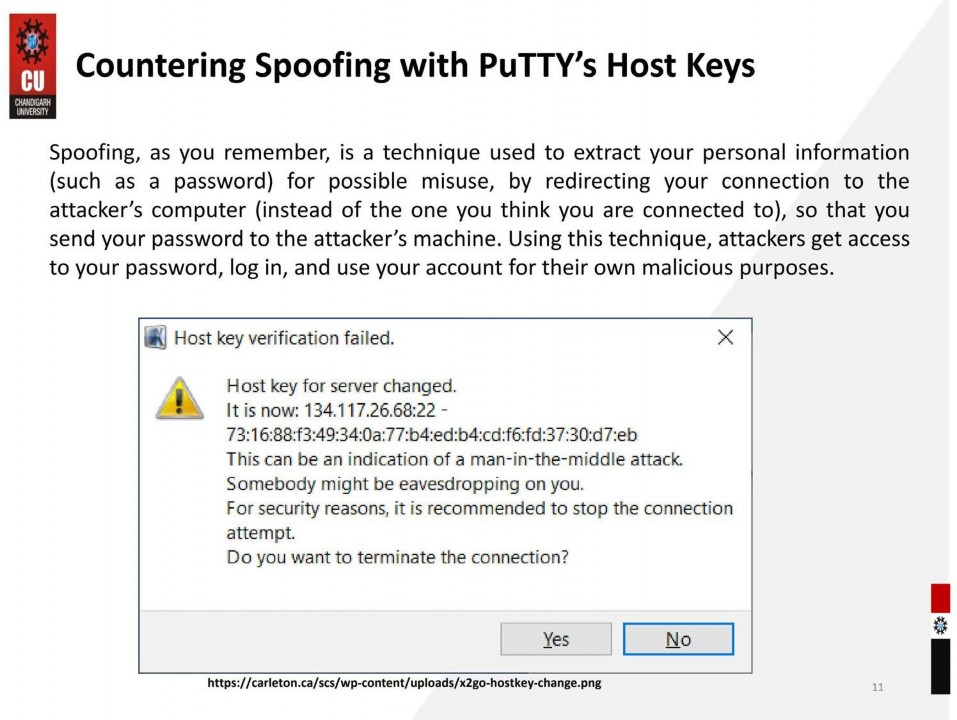 CU
CHANDIGARH
UNIVERSITY
Countering Spoofing with PuTTY’s Host Keys
Spoofing, as you remember, is a technique used to extract your personal information
(such as a password) for possible misuse, by redirecting your connection to the
attacker’s computer (instead of the one you think you are connected to), so that you
send your password to the attacker’s machine. Using this technique, attackers get access
to your password, log in, and use your account for their own malicious purposes.
Host key verification failed.
Host key for server changed.
It is now: 134.117.26.68:22 -
73:16:88:f3:49:34:0a:77:b4:ed:b4:cd:f6:fd:37:30:d7:eb
This can be an indication of a man-in-the-middle attack.
Somebody might be eavesdropping on you.
For security reasons, it is recommended to stop the connection
attempt.
Do you want to terminate the connection?
Yes
No
https://carleton.ca/scs/wp-content/uploads/x2go-hostkey-change.png
11